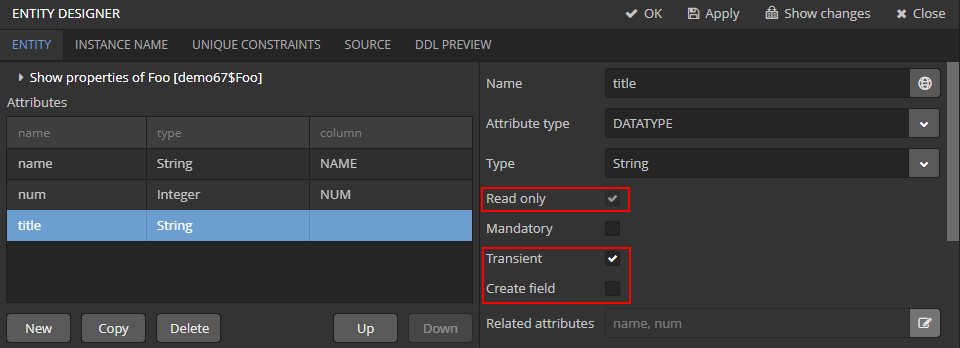 ENTITY DESIGNER OK Apply Show changes Close
ENTITY INSTANCE NAME UNIQUE CONSTRAINTS SOURCE DDL PREVIEW
Show properties of Foo [demo67$Foo]
Attributes
name type column
name String NAME
num Integer NUM
title String
New Copy Delete Up Down
Name title
Attribute type DATATYPE
Type String
Read only
Mandatory
Transient
Create field
Related attributes name, num